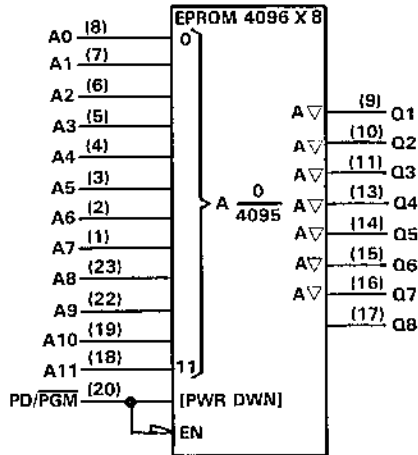 EPROM 4096 X 8
A0 (8) 0
A1 (7)
A2 (6)
A3 (5)
A4 (4)
A5 (3)
A6 (2)
A7 (1)
A8 (23)
A9 (22)
A10 (19)
A11 (18) 11
PD/PGM (20) [PWR DWN]
EN
A 0/4095
A▽ (9) Q1
A▽ (10) Q2
A▽ (11) Q3
A▽ (13) Q4
A▽ (14) Q5
A▽ (15) Q6
A▽ (16) Q7
(17) Q8